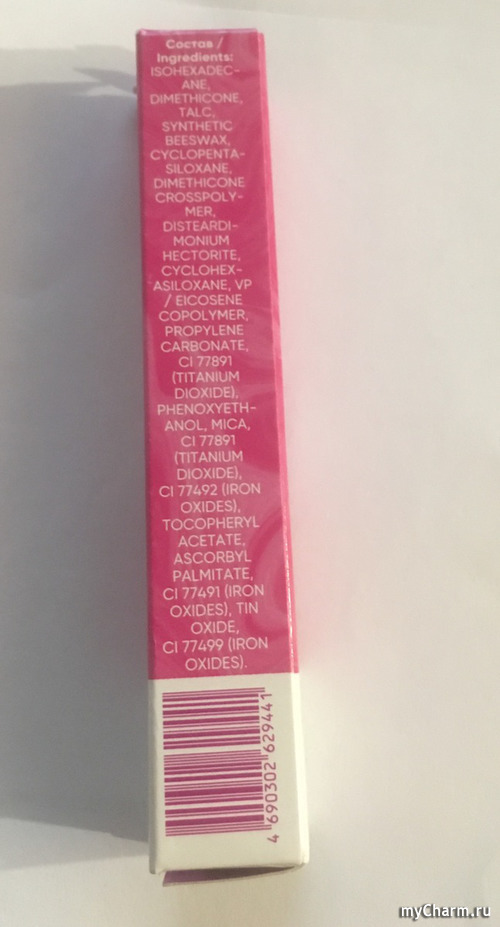 Состав /
Ingredients:
ISOHEXADEC-
ANE,
DIMETHICONE,
TALC,
SYNTHETIC
BEESWAX,
CYCLOPENTA-
SILOXANE,
DIMETHICONE
CROSSPOLY-
MER,
DISTEARDI-
MONIUM
HECTORITE,
CYCLOHEX-
ASILOXANE, VP
/ EICOSENE
COPOLYMER,
PROPYLENE
CARBONATE,
CI 77891
(TITANIUM
DIOXIDE),
PHENOXYETH-
ANOL, MICA,
CI 77891
(TITANIUM
DIOXIDE),
CI 77492 (IRON
OXIDES),
TOCOPHERYL
ACETATE,
ASCORBYL
PALMITATE,
CI 77491 (IRON
OXIDES), TIN
OXIDE,
CI 77499 (IRON
OXIDES).
4 690302 629441
myCharm.ru